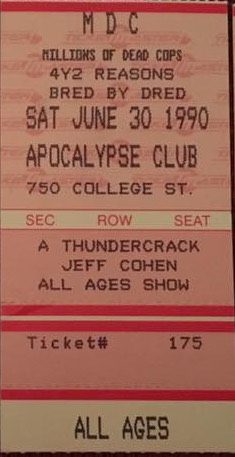 M D C
MILLIONS OF DEAD COPS
4Y2 REASONS
BRED BY DRED
SAT JUNE 30 1990
APOCALYPSE CLUB
750 COLLEGE ST.
SEC ROW SEAT
A THUNDERCRACK
JEFF COHEN
ALL AGES SHOW
Ticket# 175
ALL AGES